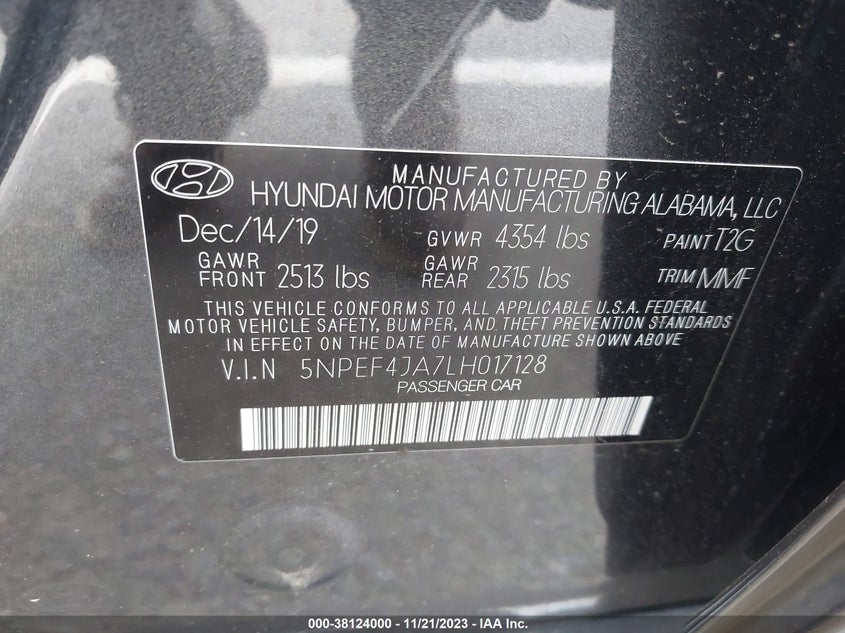 MANUFACTURED BY
HYUNDAI MOTOR MANUFACTURING ALABAMA, LLC
Dec/14/19 GVWR 4354 lbs PAINT T2G
GAWR FRONT 2513 lbs GAWR REAR 2315 lbs TRIM MMF
THIS VEHICLE CONFORMS TO ALL APPLICABLE U.S.A. FEDERAL
MOTOR VEHICLE SAFETY, BUMPER, AND THEFT PREVENTION STANDARDS
IN EFFECT ON THE DATE OF MANUFACTURE SHOWN ABOVE
V.I.N 5NPEF4JA7LH017128
PASSENGER CAR
000-38124000 - 11/21/2023 - IAA Inc.